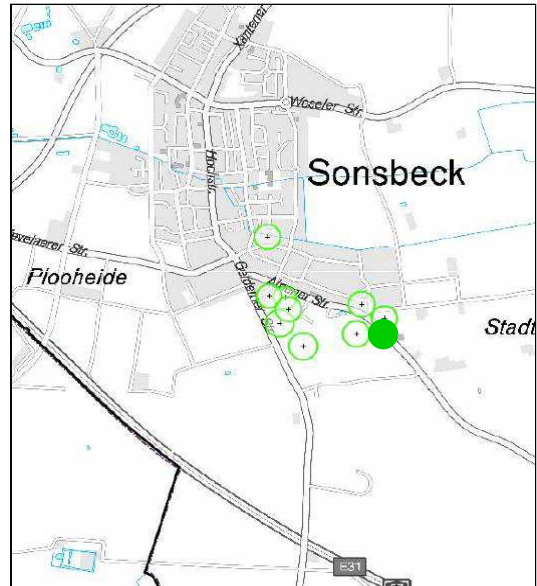 Xantener
Weseler Str.
Hochstr.
Sonsbeck
Kevelaerer Str.
Plooheide
Gelderner Str.
Alpener Str.
Stadt
E31